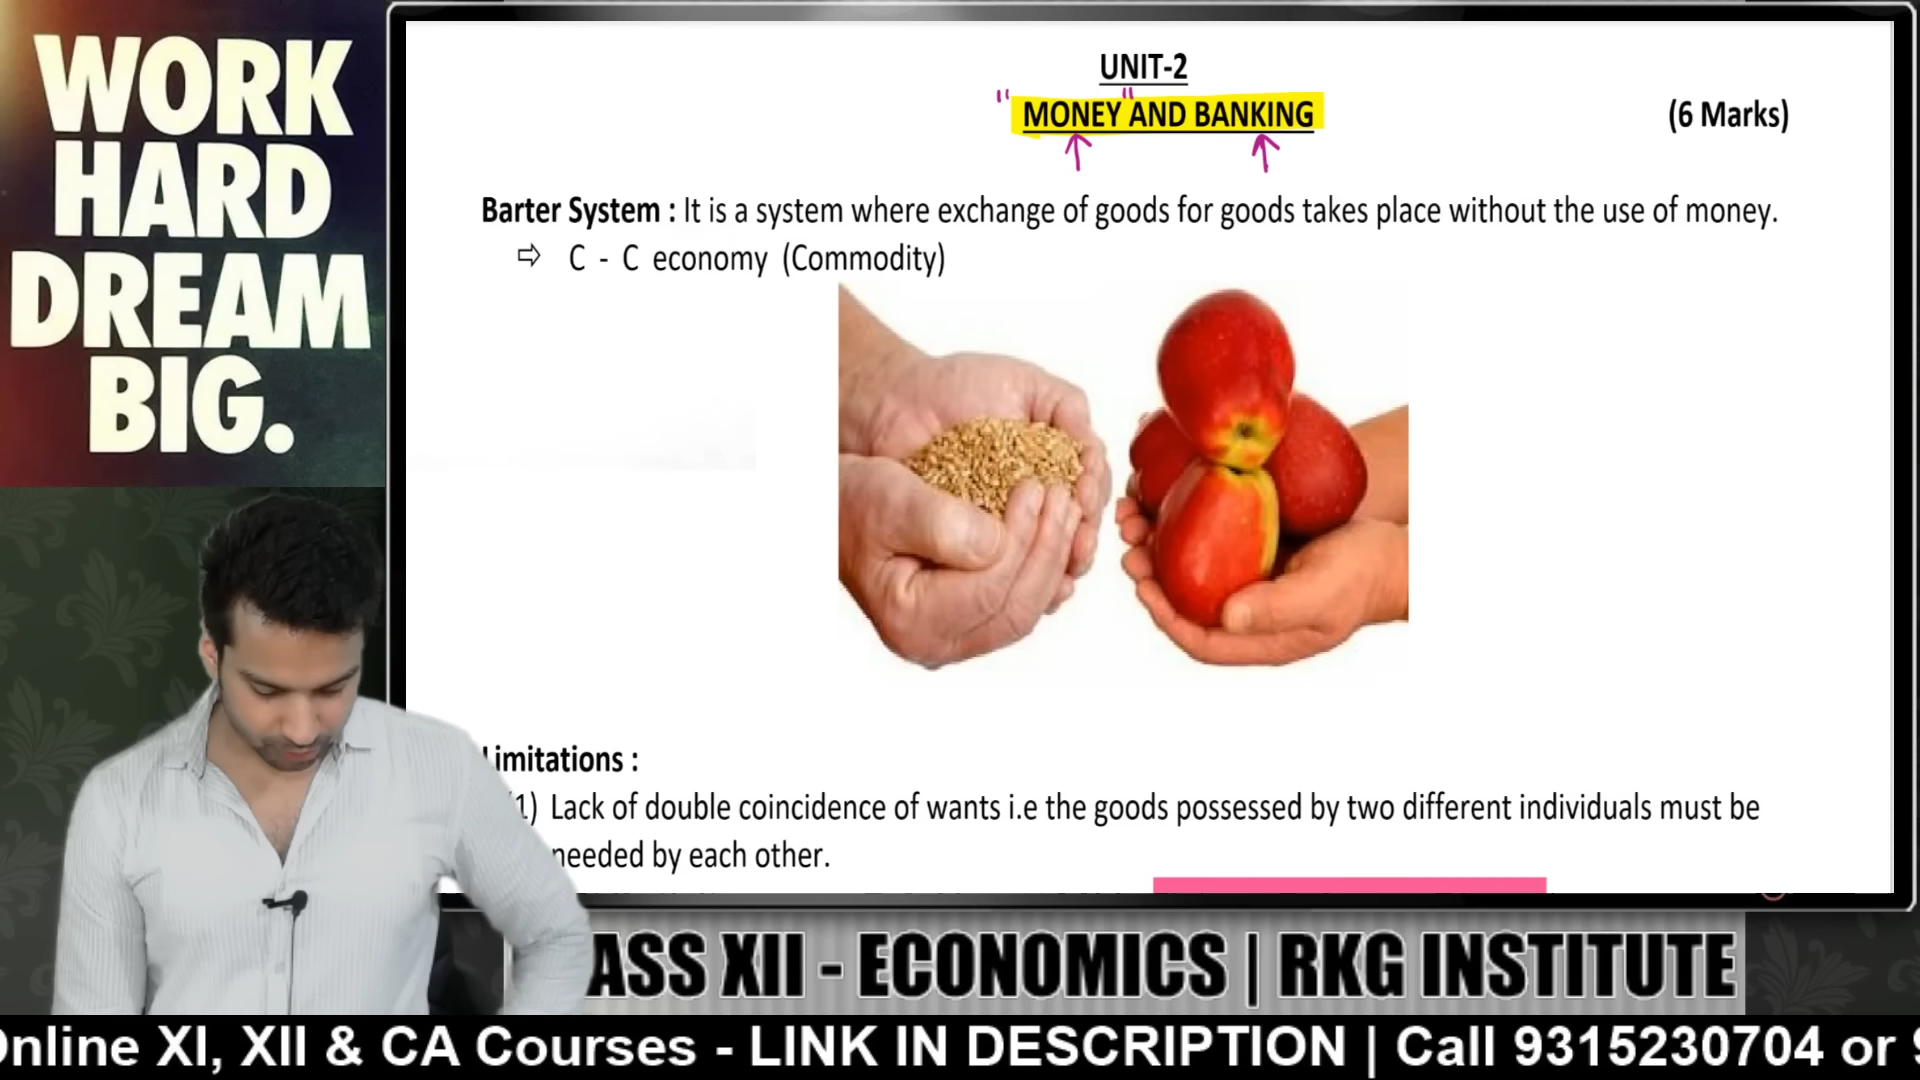 WORK
HARD
DREAM
BIG.
UNIT-2
"MONEY" AND BANKING
(6 Marks)
Barter System : It is a system where exchange of goods for goods takes place without the use of money.
⇨ C - C economy (Commodity)
Limitations :
(1) Lack of double coincidence of wants i.e the goods possessed by two different individuals must be
needed by each other.
ASS XII - ECONOMICS | RKG INSTITUTE
Online XI, XII & CA Courses - LINK IN DESCRIPTION | Call 9315230704 or